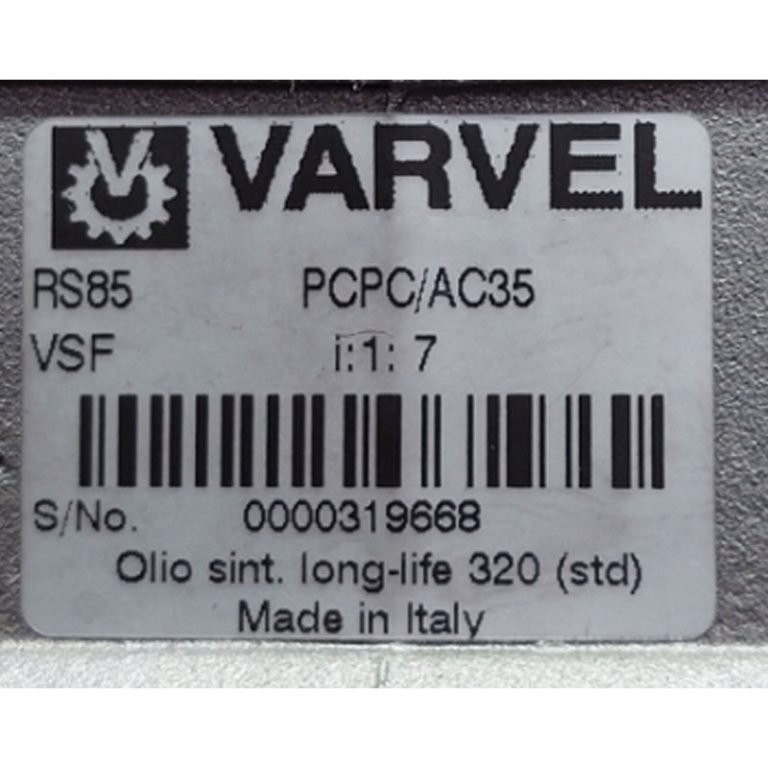 VARVEL
RS85 PCPC/AC35
VSF i:1: 7
S/No. 0000319668
Olio sint. long-life 320 (std)
Made in Italy